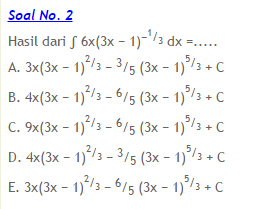 Soal No. 2
Hasil dari ∫ 6x(3x – 1)⁻¹/³ dx =.....
A. 3x(3x – 1)²/³ – ³/5 (3x – 1)⁵/³ + C
B. 4x(3x – 1)²/³ – ⁶/5 (3x – 1)⁵/³ + C
C. 9x(3x – 1)²/³ – ⁶/5 (3x – 1)⁵/³ + C
D. 4x(3x – 1)²/³ – ³/5 (3x – 1)⁵/³ + C
E. 3x(3x – 1)²/³ – ⁶/5 (3x – 1)⁵/³ + C